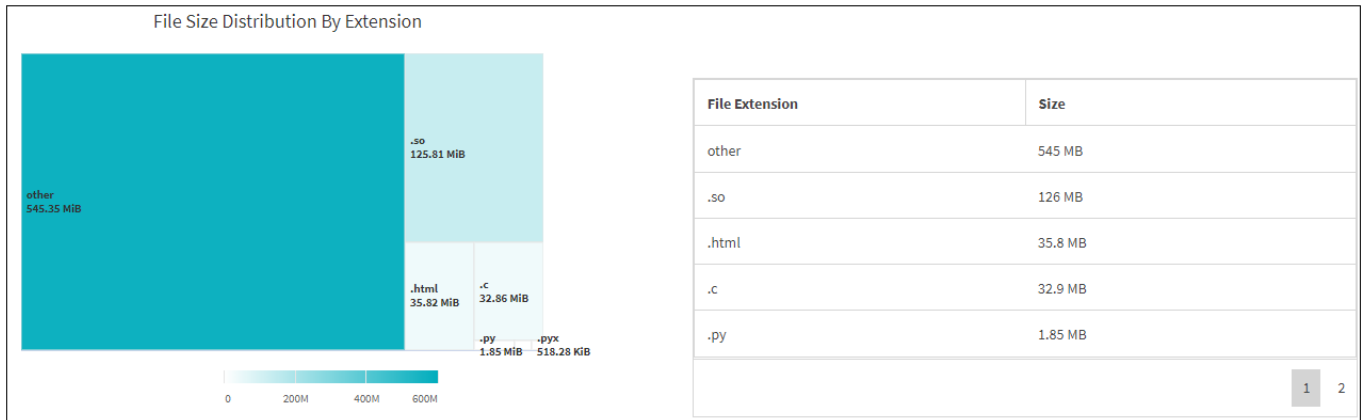 File Size Distribution By Extension
other
545.35 MiB
.so
125.81 MiB
.html
35.82 MiB
.c
32.86 MiB
.py
1.85 MiB
.pyx
518.28 KiB
0 200M 400M 600M
File Extension Size
other 545 MB
.so 126 MB
.html 35.8 MB
.c 32.9 MB
.py 1.85 MB
1 2